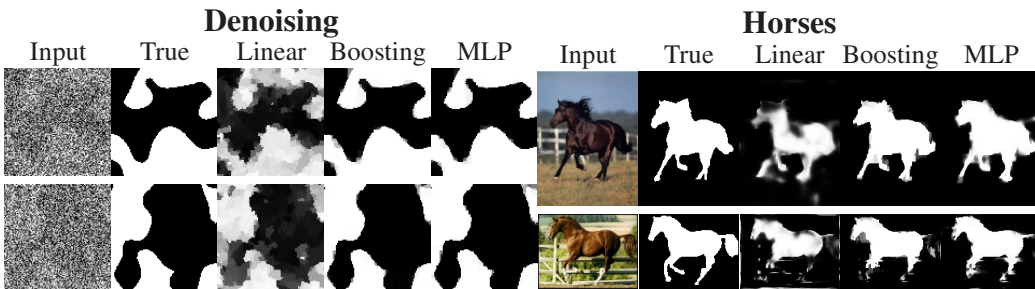 Denoising
Input True Linear Boosting MLP
Horses
Input True Linear Boosting MLP